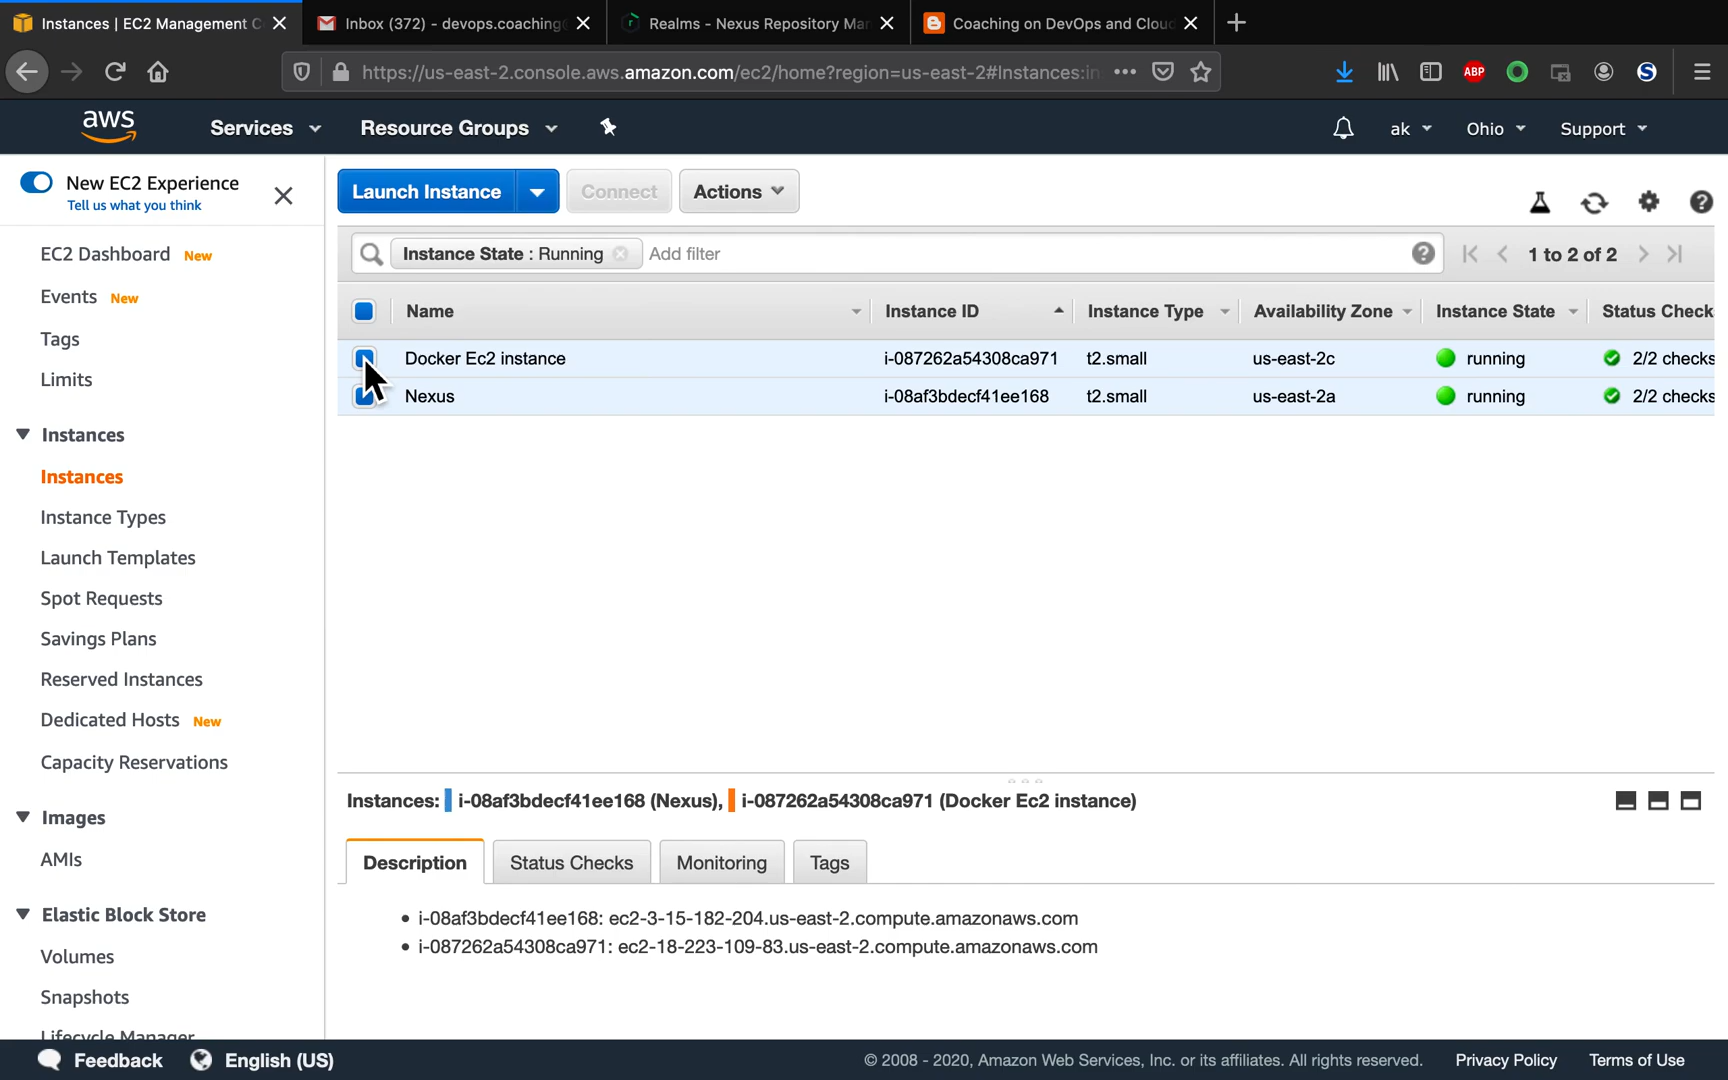 Instances | EC2 Management C
Inbox (372) - devops.coaching
Realms - Nexus Repository Ma
Coaching on DevOps and Clou
https://us-east-2.console.aws.amazon.com/ec2/home?region=us-east-2#Instances:in
ABP
S
aws
Services
Resource Groups
ak
Ohio
Support
New EC2 Experience
Tell us what you think
EC2 Dashboard New
Events New
Tags
Limits
Instances
Instances
Instance Types
Launch Templates
Spot Requests
Savings Plans
Reserved Instances
Dedicated Hosts New
Capacity Reservations
Images
AMIs
Elastic Block Store
Volumes
Snapshots
Lifecycle Manager
Launch Instance
Connect
Actions
Instance State : Running
Add filter
1 to 2 of 2
Name Instance ID Instance Type Availability Zone Instance State Status Check
Docker Ec2 instance i-087262a54308ca971 t2.small us-east-2c running 2/2 checks
Nexus i-08af3bdecf41ee168 t2.small us-east-2a running 2/2 checks
Instances: i-08af3bdecf41ee168 (Nexus), i-087262a54308ca971 (Docker Ec2 instance)
Description
Status Checks
Monitoring
Tags
• i-08af3bdecf41ee168: ec2-3-15-182-204.us-east-2.compute.amazonaws.com
• i-087262a54308ca971: ec2-18-223-109-83.us-east-2.compute.amazonaws.com
Feedback
English (US)
© 2008 - 2020, Amazon Web Services, Inc. or its affiliates. All rights reserved.
Privacy Policy
Terms of Use